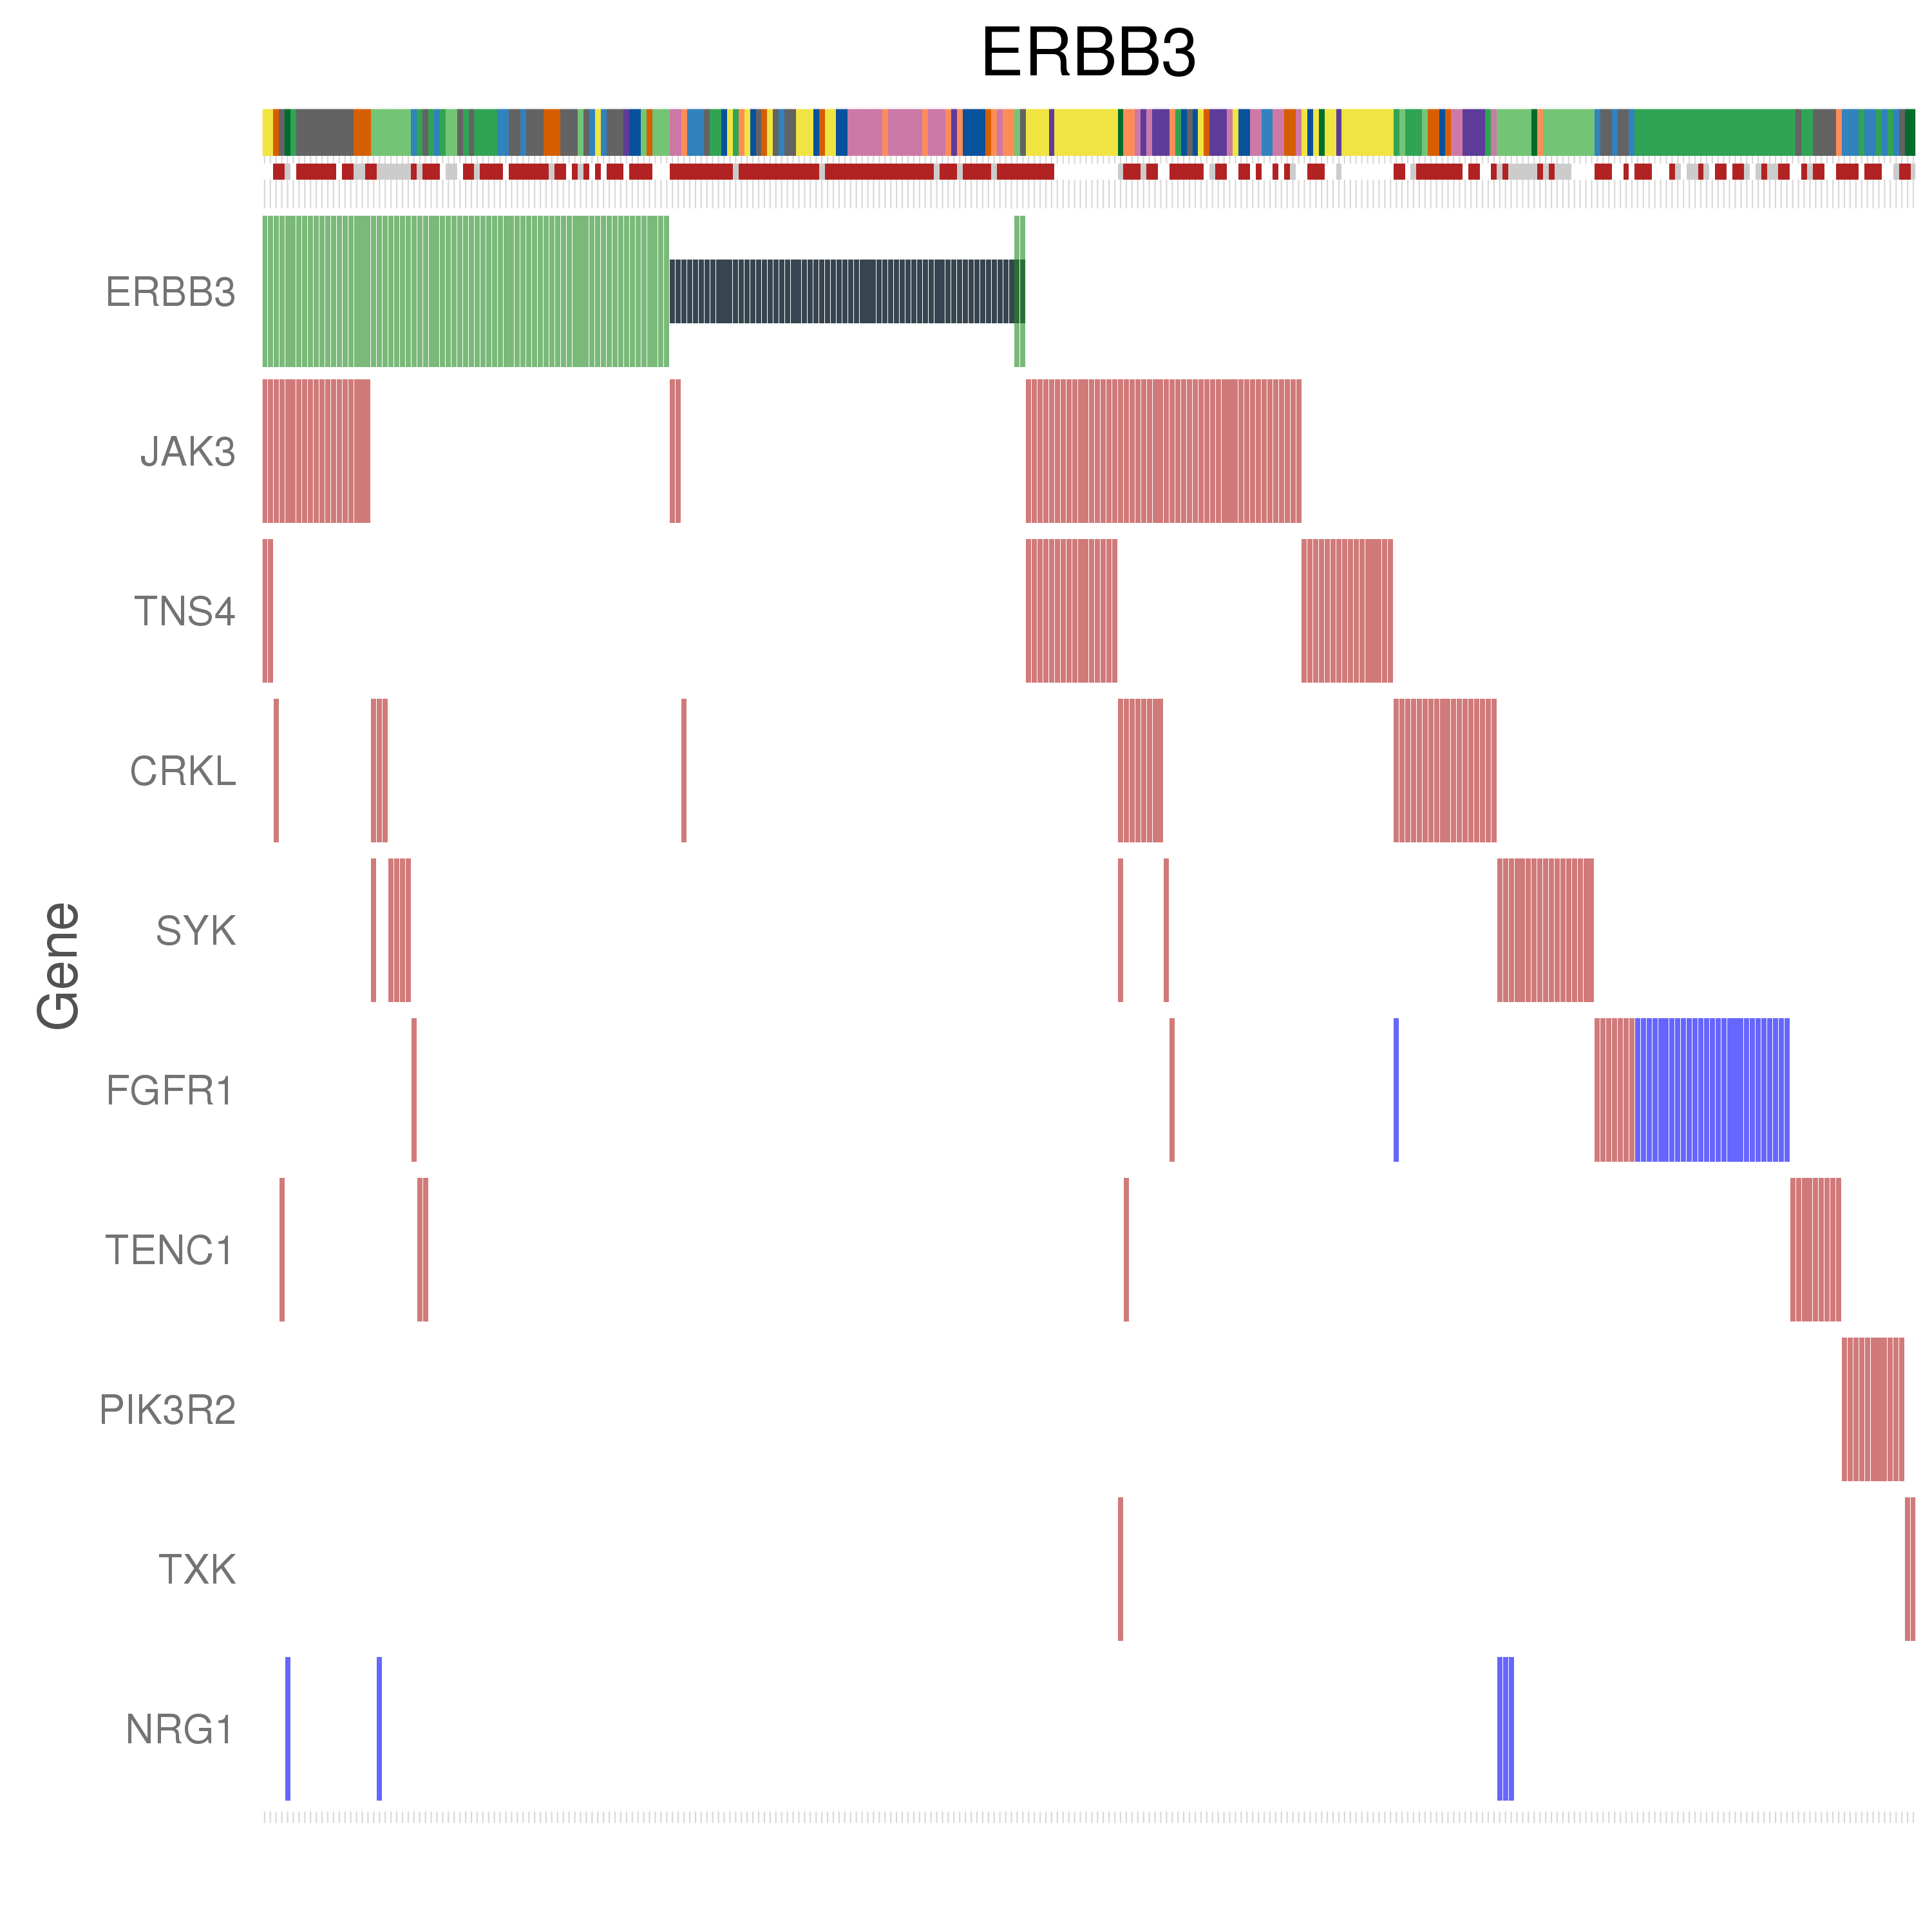 ERBB3
ERBB3
JAK3
TNS4
CRKL
SYK
Gene
FGFR1
TENC1
PIK3R2
TXK
NRG1